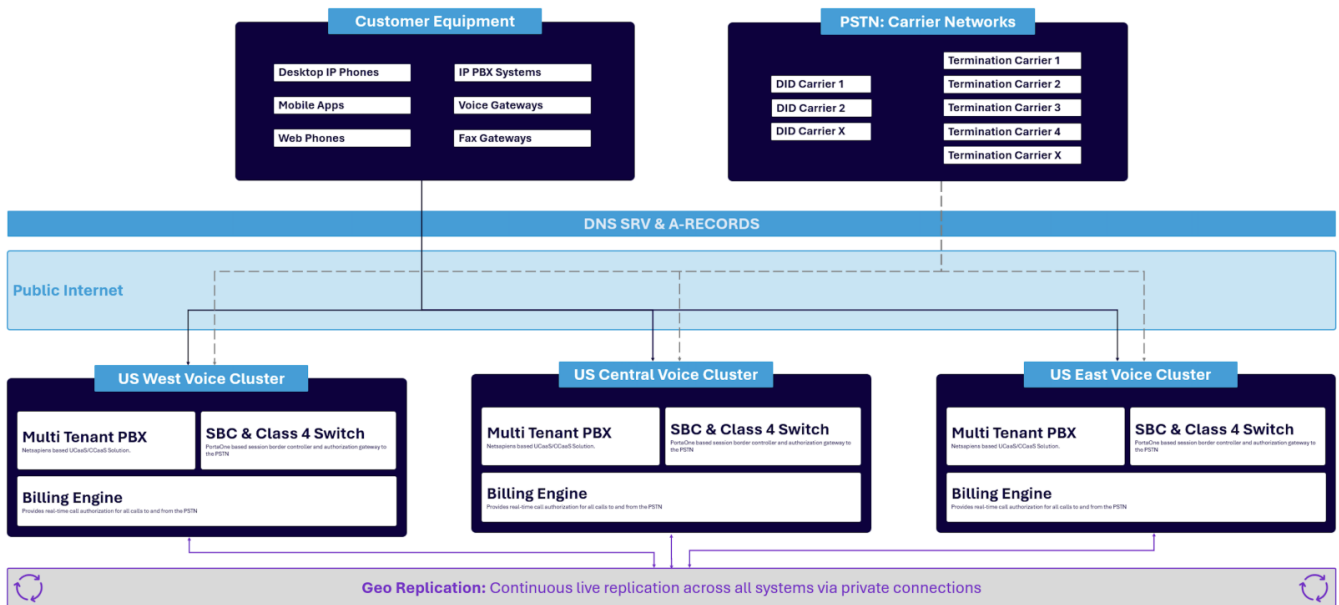 Customer Equipment
Desktop IP Phones
Mobile Apps
Web Phones
IP PBX Systems
Voice Gateways
Fax Gateways
PSTN: Carrier Networks
DID Carrier 1
DID Carrier 2
DID Carrier X
Termination Carrier 1
Termination Carrier 2
Termination Carrier 3
Termination Carrier 4
Termination Carrier X
DNS SRV & A-RECORDS
Public Internet
US West Voice Cluster
Multi Tenant PBX
Netsapiens based UCaaS/CCaaS Solution.
SBC & Class 4 Switch
PortaOne based session border controller and authorization gateway to
the PSTN
Billing Engine
Provides real-time call authorization for all calls to and from the PSTN
US Central Voice Cluster
Multi Tenant PBX
Netsapiens based UCaaS/CCaaS Solution.
SBC & Class 4 Switch
PortaOne based session border controller and authorization gateway to
the PSTN
Billing Engine
Provides real-time call authorization for all calls to and from the PSTN
US East Voice Cluster
Multi Tenant PBX
Netsapiens based UCaaS/CCaaS Solution.
SBC & Class 4 Switch
PortaOne based session border controller and authorization gateway to
the PSTN
Billing Engine
Provides real-time call authorization for all calls to and from the PSTN
Geo Replication: Continuous live replication across all systems via private connections